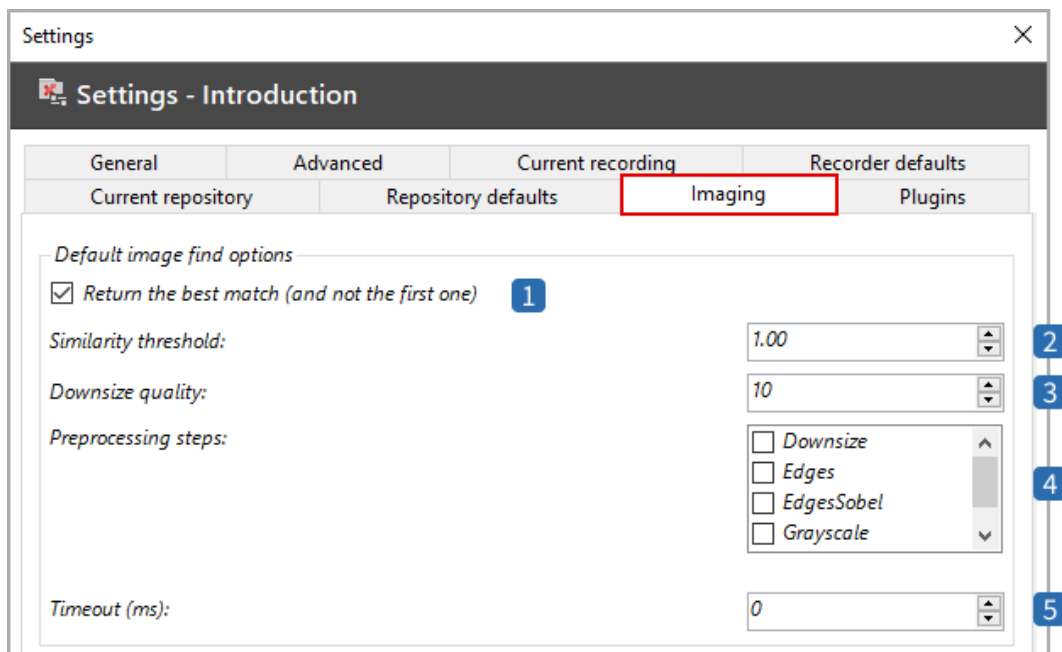 Settings
Settings - Introduction
General Advanced Current recording Recorder defaults
Current repository Repository defaults Imaging Plugins
Default image find options
Return the best match (and not the first one) 1
Similarity threshold: 1.00 2
Downsize quality: 10 3
Preprocessing steps: Downsize
Edges
4
EdgesSobel
Grayscale
Timeout (ms): 0 5